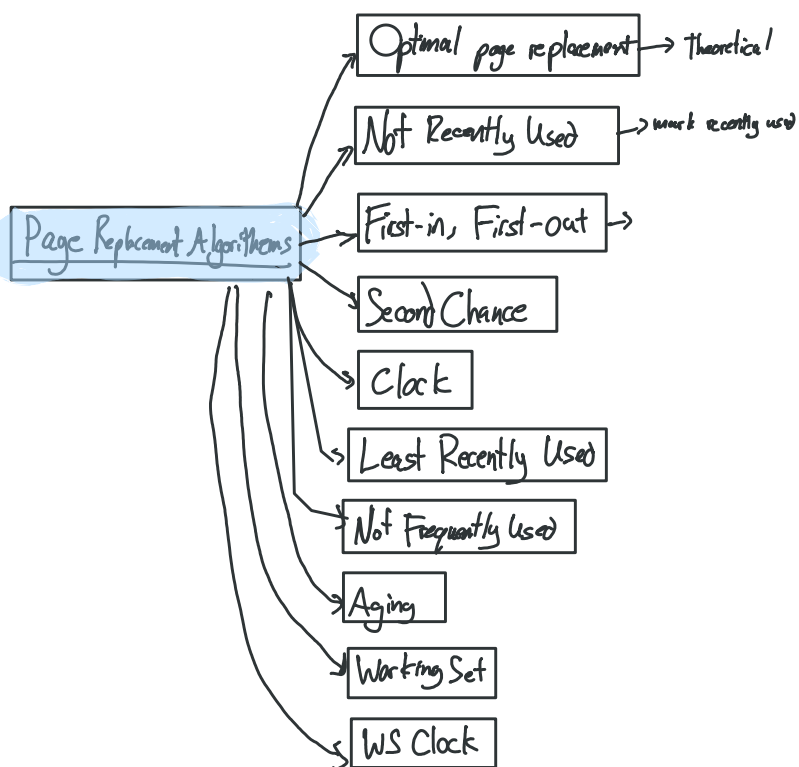 Optimal page replacement
Theoretical
Not Recently Used
mark recently used
Page Replacement Algorithems
First-in, First-out
Second Chance
Clock
Least Recently Used
Not Frequently Used
Aging
Working Set
WS Clock